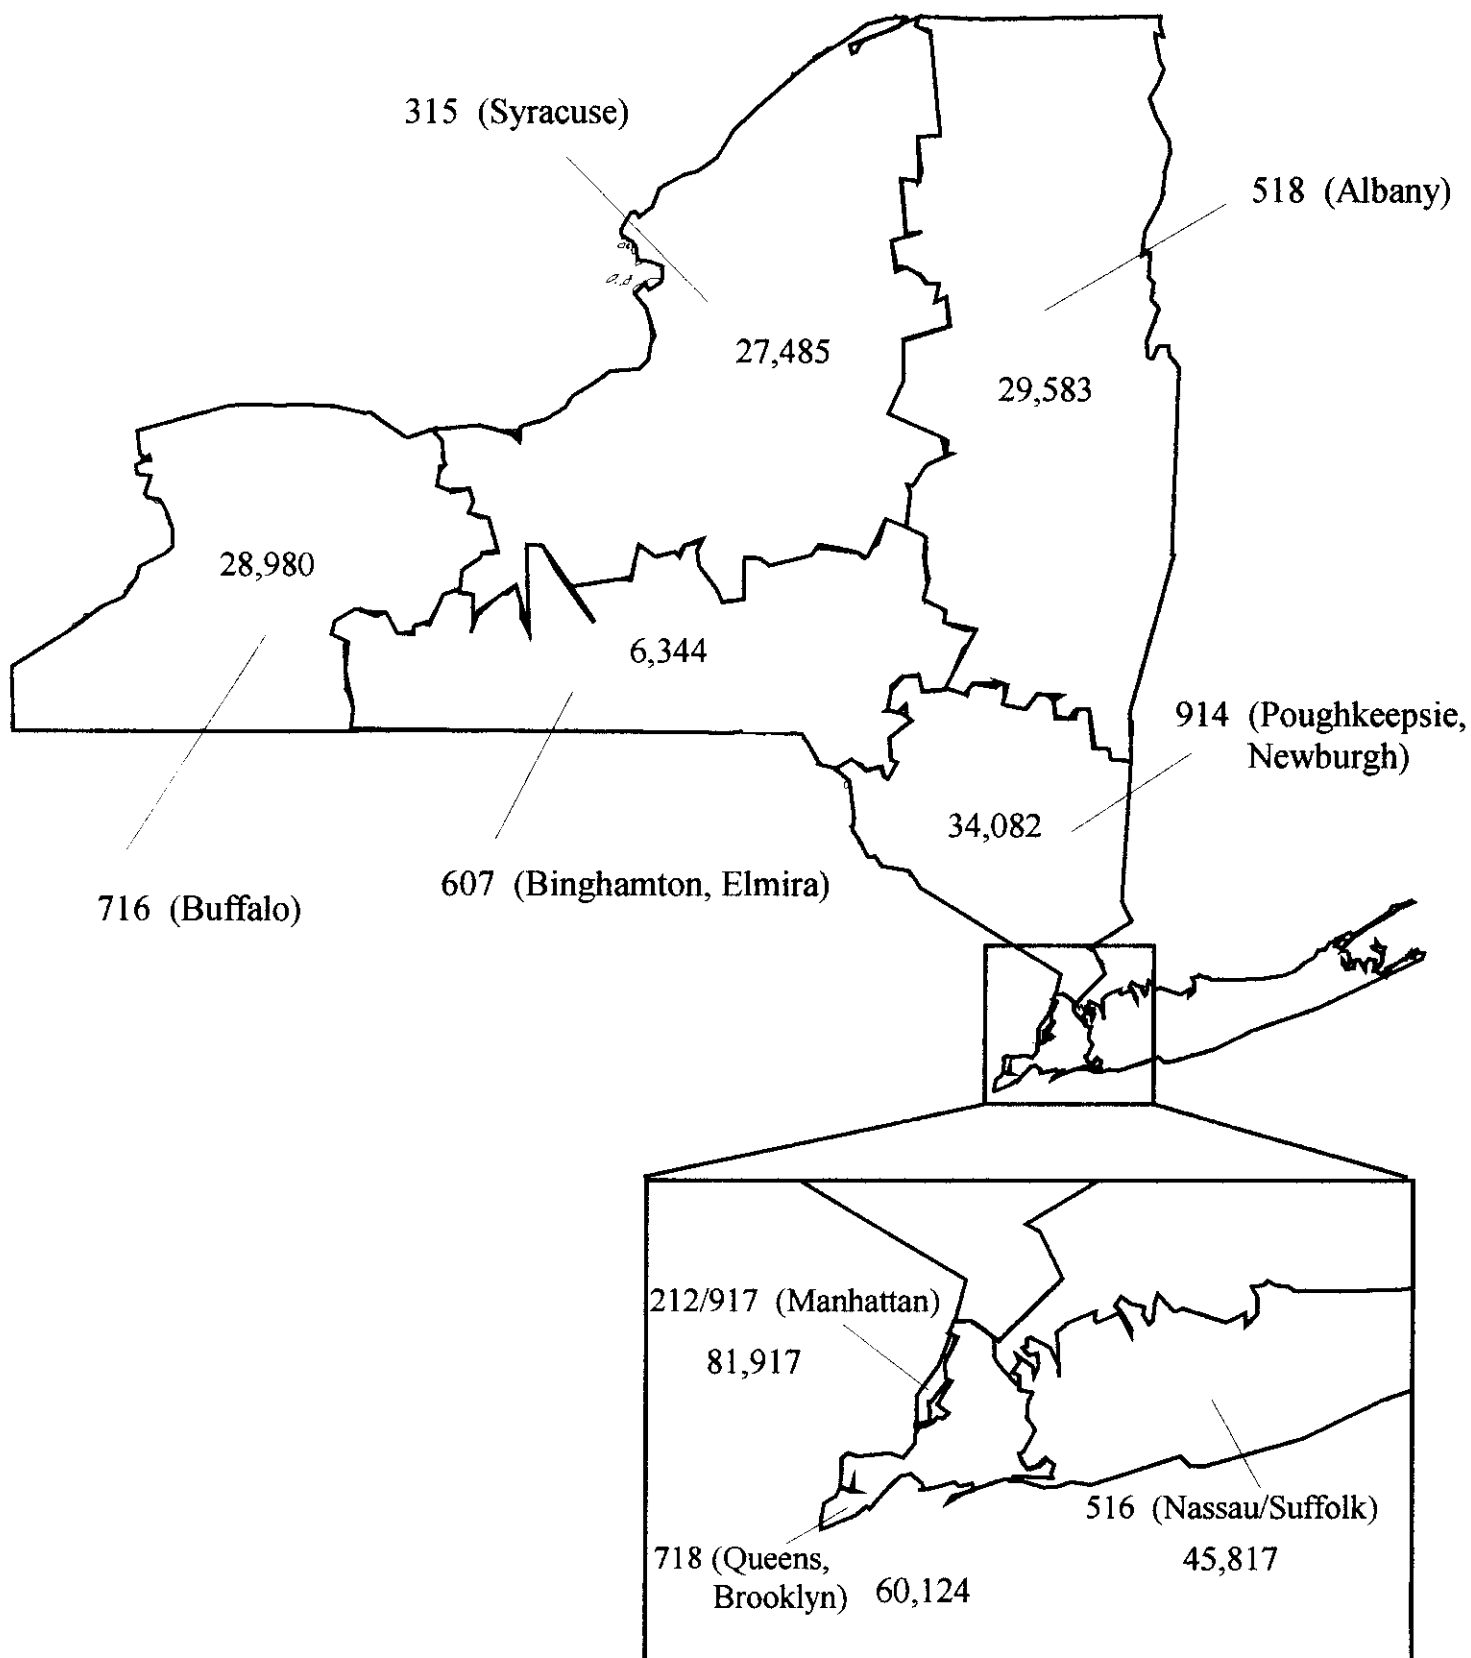 315 (Syracuse)
518 (Albany)
27,485
29,583
28,980
6,344
914 (Poughkeepsie,
Newburgh)
34,082
607 (Binghamton, Elmira)
716 (Buffalo)
212/917 (Manhattan)
81,917
516 (Nassau/Suffolk)
45,817
718 (Queens,
Brooklyn)
60,124